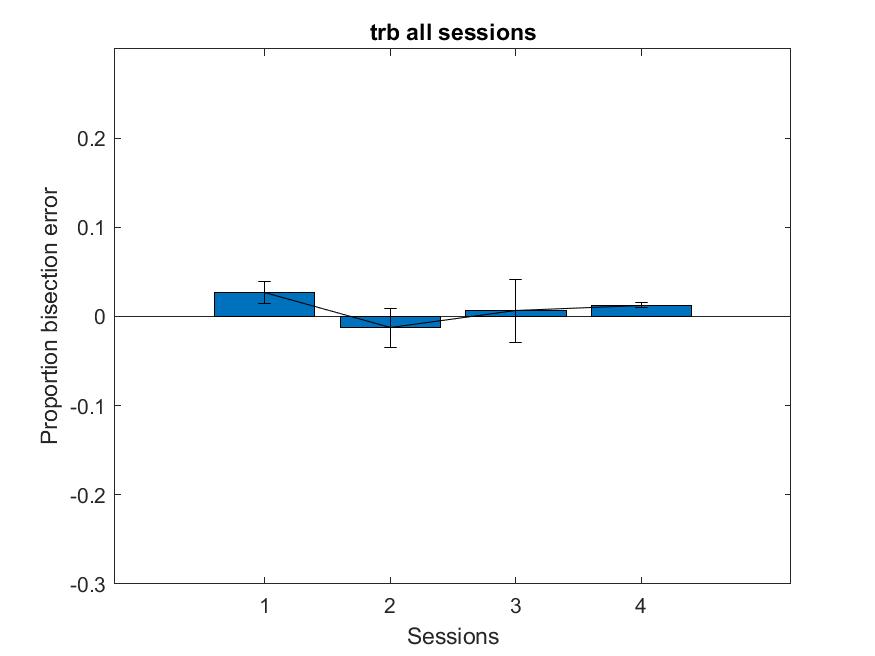 trb all sessions
0.2
0.1
0
-0.1
-0.2
-0.3
Proportion bisection error
1 2 3 4
Sessions